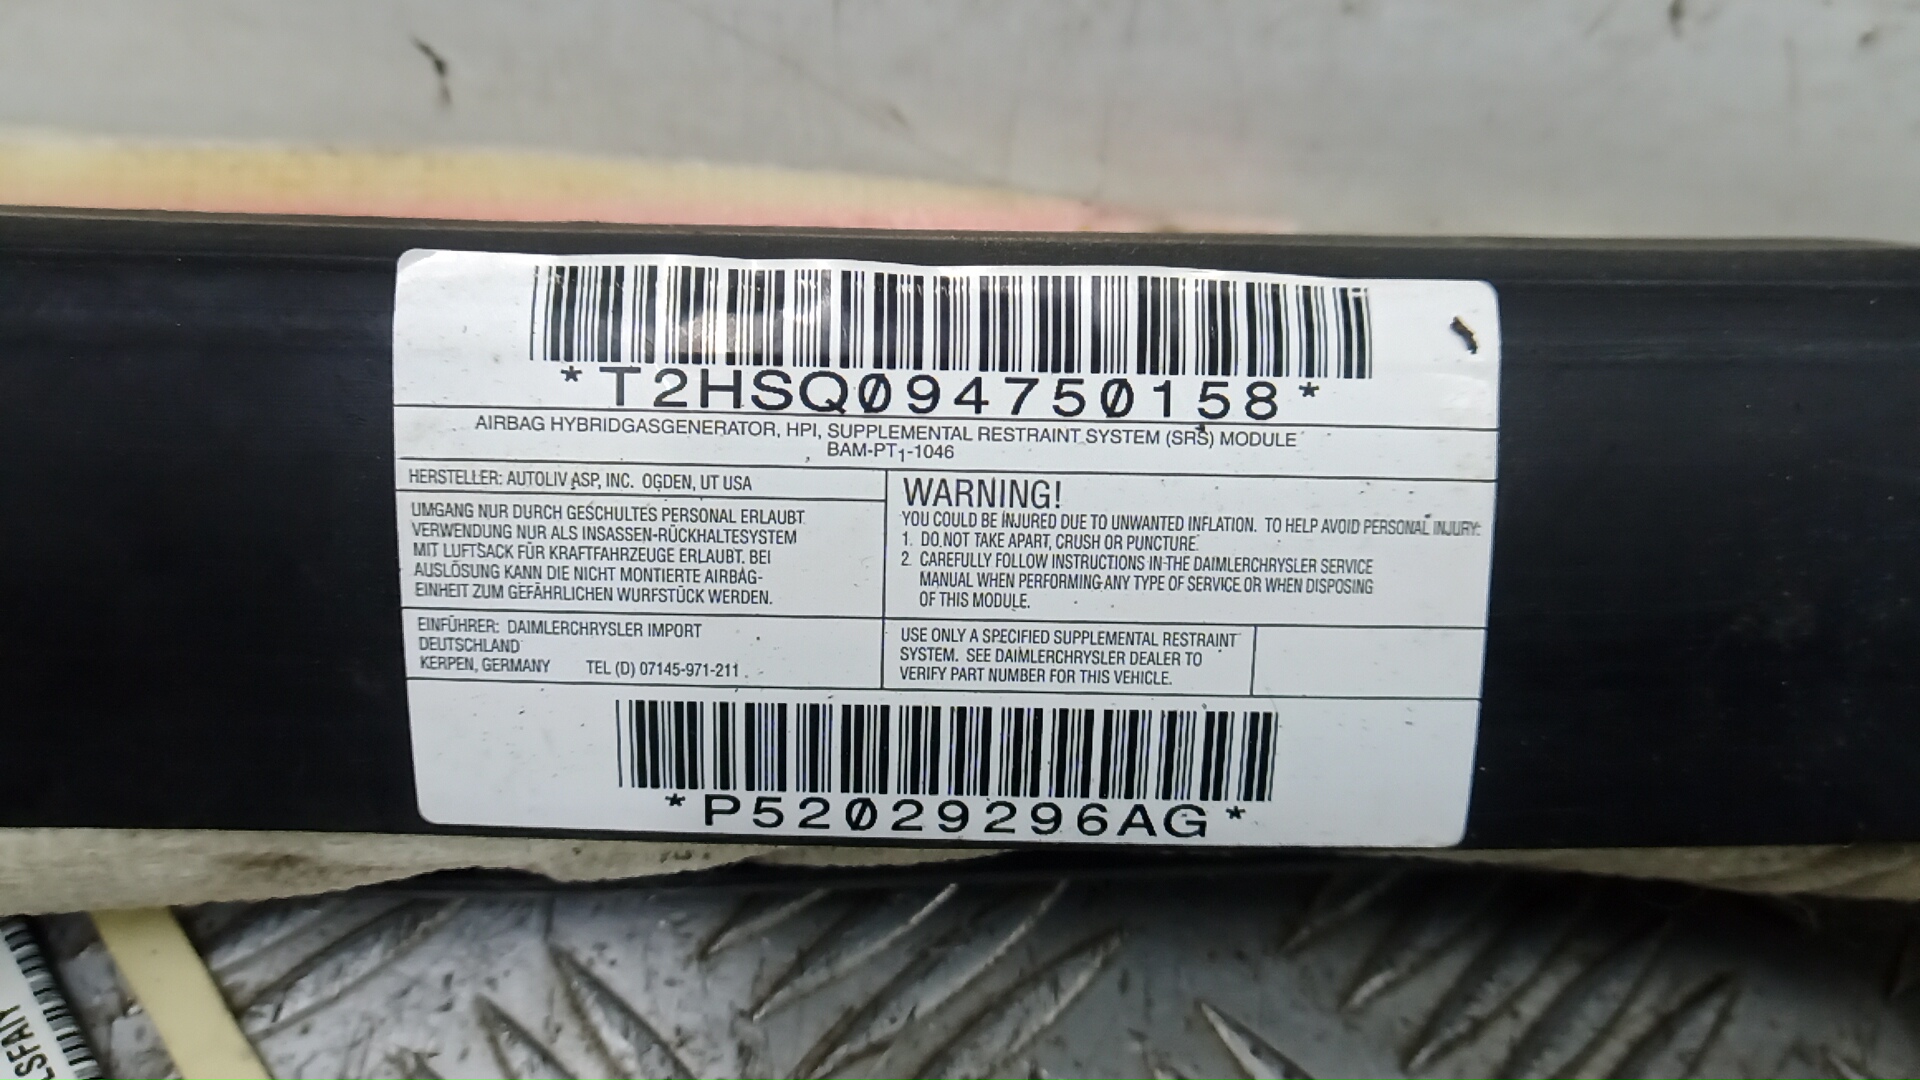 *T2HSQ094750158*
AIRBAG HYBRIDGASGENERATOR, HPI, SUPPLEMENTAL RESTRAINT SYSTEM (SRS) MODULE
BAM-PT1-1046
HERSTELLER: AUTOLIV ASP, INC. OGDEN, UT USA
UMGANG NUR DURCH GESCHULTES PERSONAL ERLAUBT
VERWENDUNG NUR ALS INSASSEN-RÜCKHALTESYSTEM
MIT LUFTSACK FÜR KRAFTFAHRZEUGE ERLAUBT. BEI
AUSLÖSUNG KANN DIE NICHT MONTIERTE AIRBAG-
EINHEIT ZUM GEFÄHRLICHEN WURFSTÜCK WERDEN.
EINFÜHRER: DAIMLERCHRYSLER IMPORT
DEUTSCHLAND
KERPEN, GERMANY TEL (D) 07145-971-211
WARNING!
YOU COULD BE INJURED DUE TO UNWANTED INFLATION. TO HELP AVOID PERSONAL INJURY:
1. DO NOT TAKE APART, CRUSH OR PUNCTURE.
2. CAREFULLY FOLLOW INSTRUCTIONS IN THE DAIMLERCHRYSLER SERVICE
MANUAL WHEN PERFORMING ANY TYPE OF SERVICE OR WHEN DISPOSING
OF THIS MODULE.
USE ONLY A SPECIFIED SUPPLEMENTAL RESTRAINT
SYSTEM. SEE DAIMLERCHRYSLER DEALER TO
VERIFY PART NUMBER FOR THIS VEHICLE.
*P52029296AG*